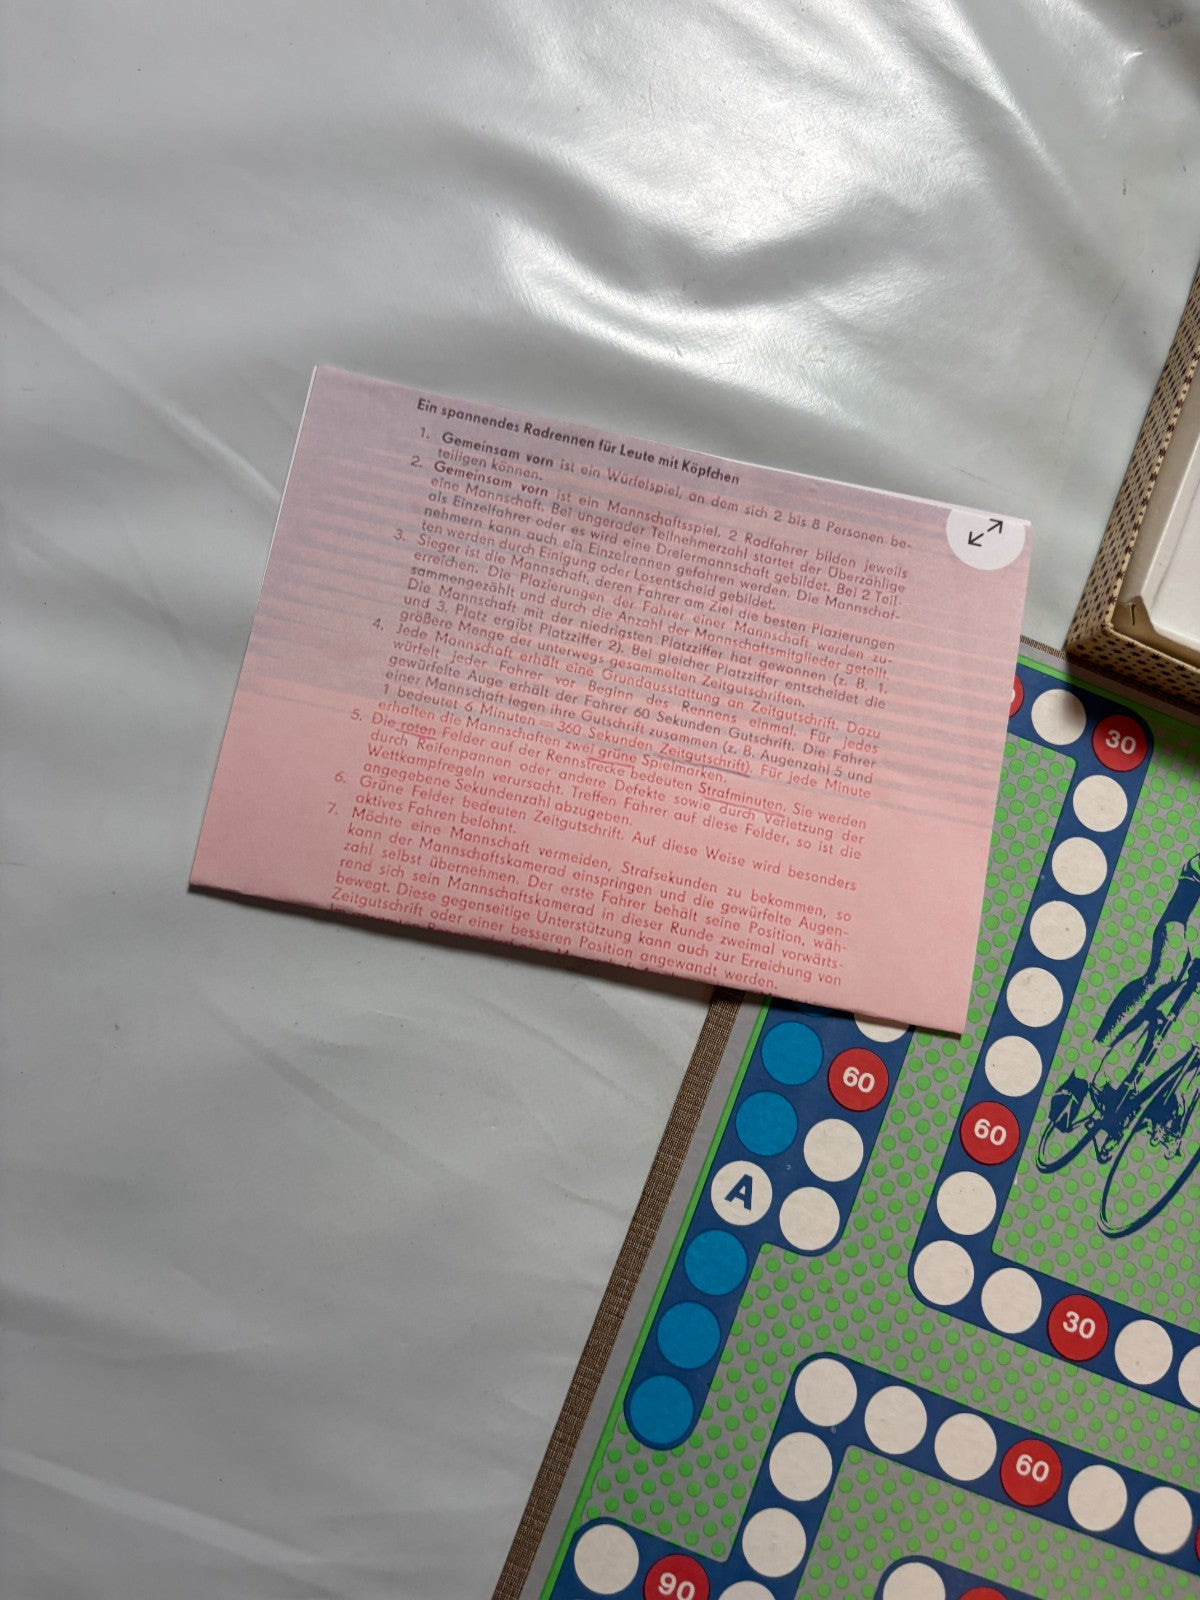 Ein spannendes Radrennen für Leute mit Köpfchen
1. Gemeinsam vorn ist ein Würfelspiel, an dem sich 2 bis 8 Personen be-
teiligen können.
2. Gemeinsam vorn ist ein Mannschaftsspiel. 2 Radfahrer bilden jeweils
eine Mannschaft. Bei ungerader Teilnehmerzahl startet der Überzählige
als Einzelfahrer oder es wird eine Dreiermannschaft gebildet. Bei 2 Teil-
nehmern kann auch ein Einzelrennen gefahren werden. Die Mannschaf-
ten werden durch Einigung oder Losentscheid gebildet.
3. Sieger ist die Mannschaft, deren Fahrer am Ziel die besten Plazierungen
erreichen. Die Plazierungen der Fahrer einer Mannschaft werden zu-
sammengezählt und durch die Anzahl der Mannschaftsmitglieder geteilt.
Die Mannschaft mit der niedrigsten Platzziffer hat gewonnen (z. B. 1.
und 3. Platz ergibt Platzziffer 2). Bei gleicher Platzziffer entscheidet die
größere Menge der unterwegs gesammelten Zeitgutschriften.
4. Jede Mannschaft erhält eine Grundausstattung an Zeitgutschrift. Dazu
würfelt jeder Fahrer vor Beginn des Rennens einmal. Für jedes
gewürfelte Auge erhält der Fahrer 60 Sekunden Gutschrift. Die Fahrer
einer Mannschaft legen ihre Gutschrift zusammen (z. B. Augenzahl 5 und
1 bedeutet 6 Minuten = 360 Sekunden Zeitgutschrift). Für jede Minute
erhalten die Mannschaften zwei grüne Spielmarken.
5. Die roten Felder auf der Rennstrecke bedeuten Strafminuten. Sie werden
durch Reifenpannen oder andere Defekte sowie durch Verletzung der
Wettkampfregeln verursacht. Treffen Fahrer auf diese Felder, so ist die
angegebene Sekundenzahl abzugeben.
6. Grüne Felder bedeuten Zeitgutschrift. Auf diese Weise wird besonders
aktives Fahren belohnt.
7. Möchte eine Mannschaft vermeiden, Strafsekunden zu bekommen, so
kann der Mannschaftskamerad einspringen und die gewürfelte Augen-
zahl selbst übernehmen. Der erste Fahrer behält seine Position, wäh-
rend sich sein Mannschaftskamerad in dieser Runde zweimal vorwärts-
bewegt. Diese gegenseitige Unterstützung kann auch zur Erreichung von
Zeitgutschrift oder einer besseren Position angewandt werden.
30
60
60
A
30
60
90